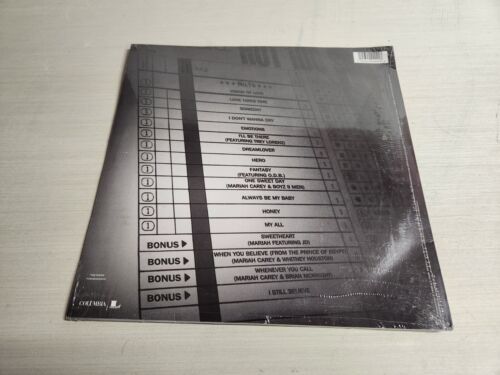 VISION OF LOVE
LOVE TAKES TIME
SOMEDAY
I DON'T WANNA CRY
EMOTIONS
I'LL BE THERE
(FEATURING TREY LORENZ)
DREAMLOVER
HERO
FANTASY
(FEATURING O.D.B.)
ONE SWEET DAY
(MARIAH CAREY & BOYZ II MEN)
ALWAYS BE MY BABY
HONEY
MY ALL
SWEETHEART
BONUS (MARIAH FEATURING JD)
WHEN YOU BELIEVE (FROM THE PRINCE OF EGYPT)
BONUS (MARIAH CAREY & WHITNEY HOUSTON)
WHENEVER YOU CALL
BONUS (MARIAH CAREY & BRIAN MCKNIGHT)
BONUS I STILL BELIEVE
COLUMBIA